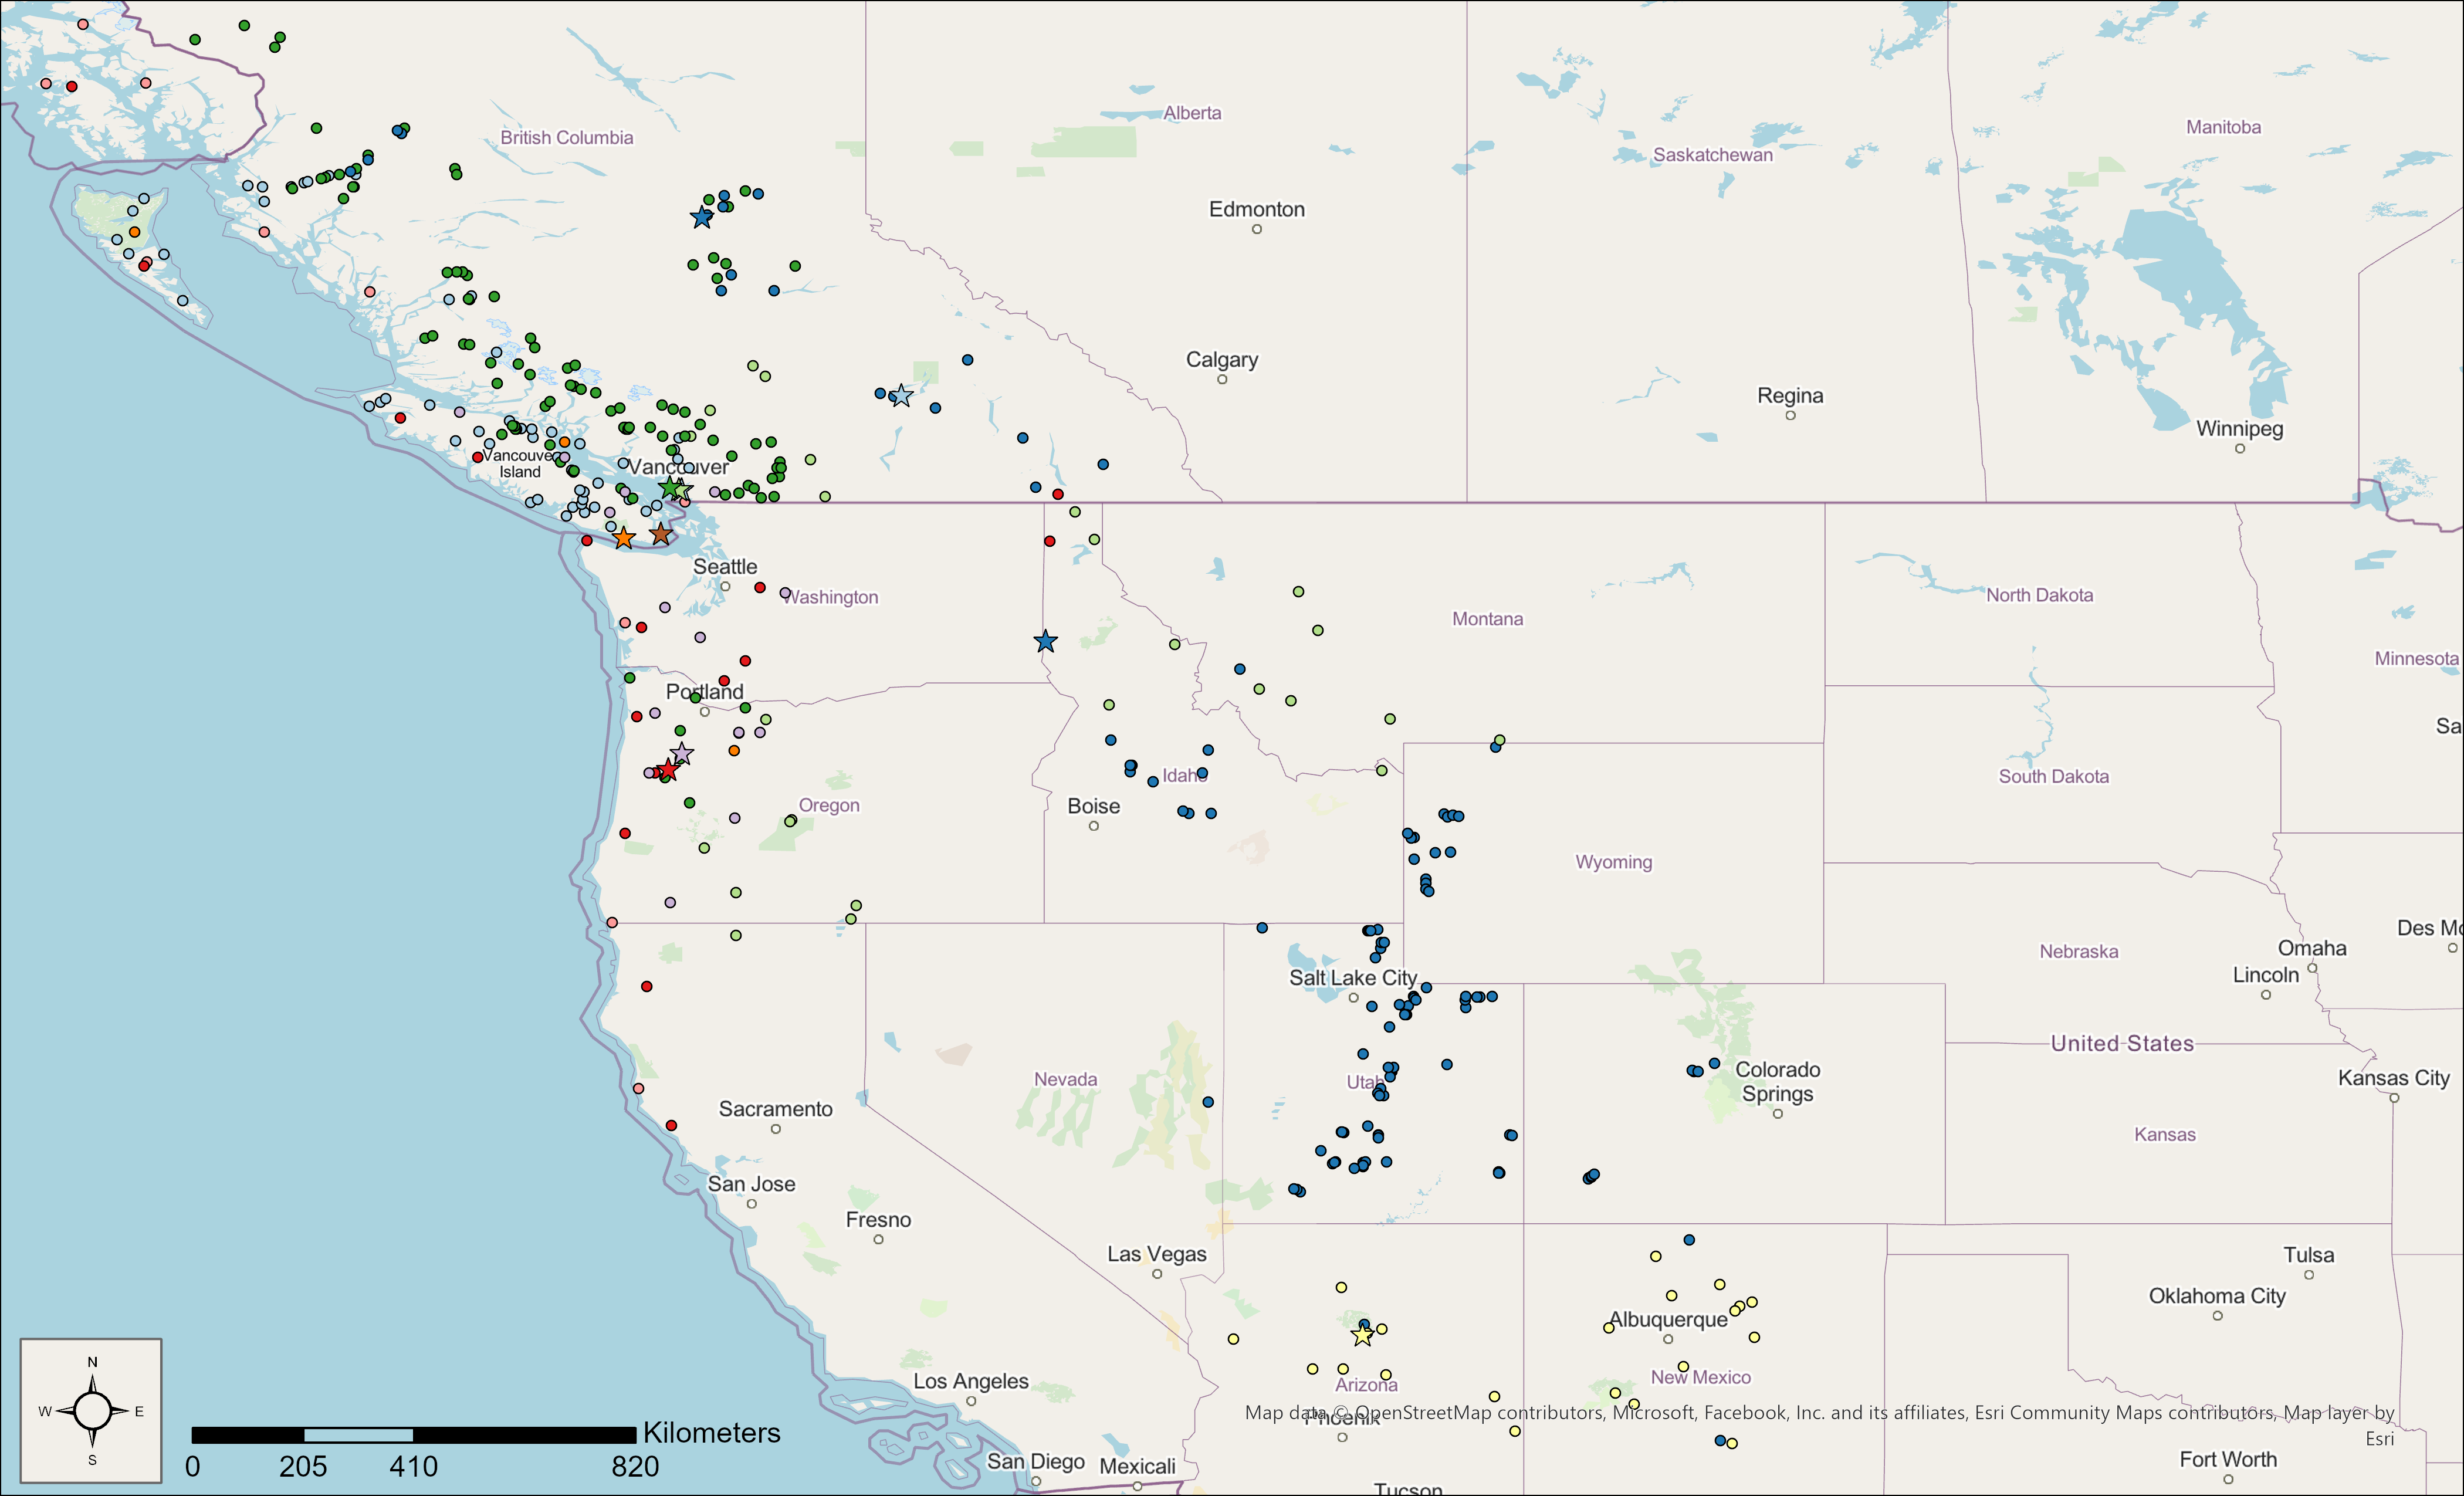 Alberta
Manitoba
British Columbia
Saskatchewan
Edmonton
Calgary
Regina
Winnipeg
Vancouver
Vancouver
Island
Seattle
Washington
North Dakota
Montana
Minnesota
Portland
Sa
Idaho
South Dakota
Oregon
Boise
Wyoming
Des Mo
Omaha
Nebraska
Lincoln
Salt Lake City
United States
Colorado
Springs
Kansas City
Nevada
Utah
Sacramento
Kansas
San Jose
Fresno
Las Vegas
Tulsa
Oklahoma City
Albuquerque
New Mexico
Arizona
Los Angeles
Phoenix
Map data © OpenStreetMap contributors, Microsoft, Facebook, Inc. and its affiliates, Esri Community Maps contributors, Map layer by
Esri
N
W E
S
Kilometers
0 205 410 820
San Diego
Mexicali
Fort Worth
Tucson